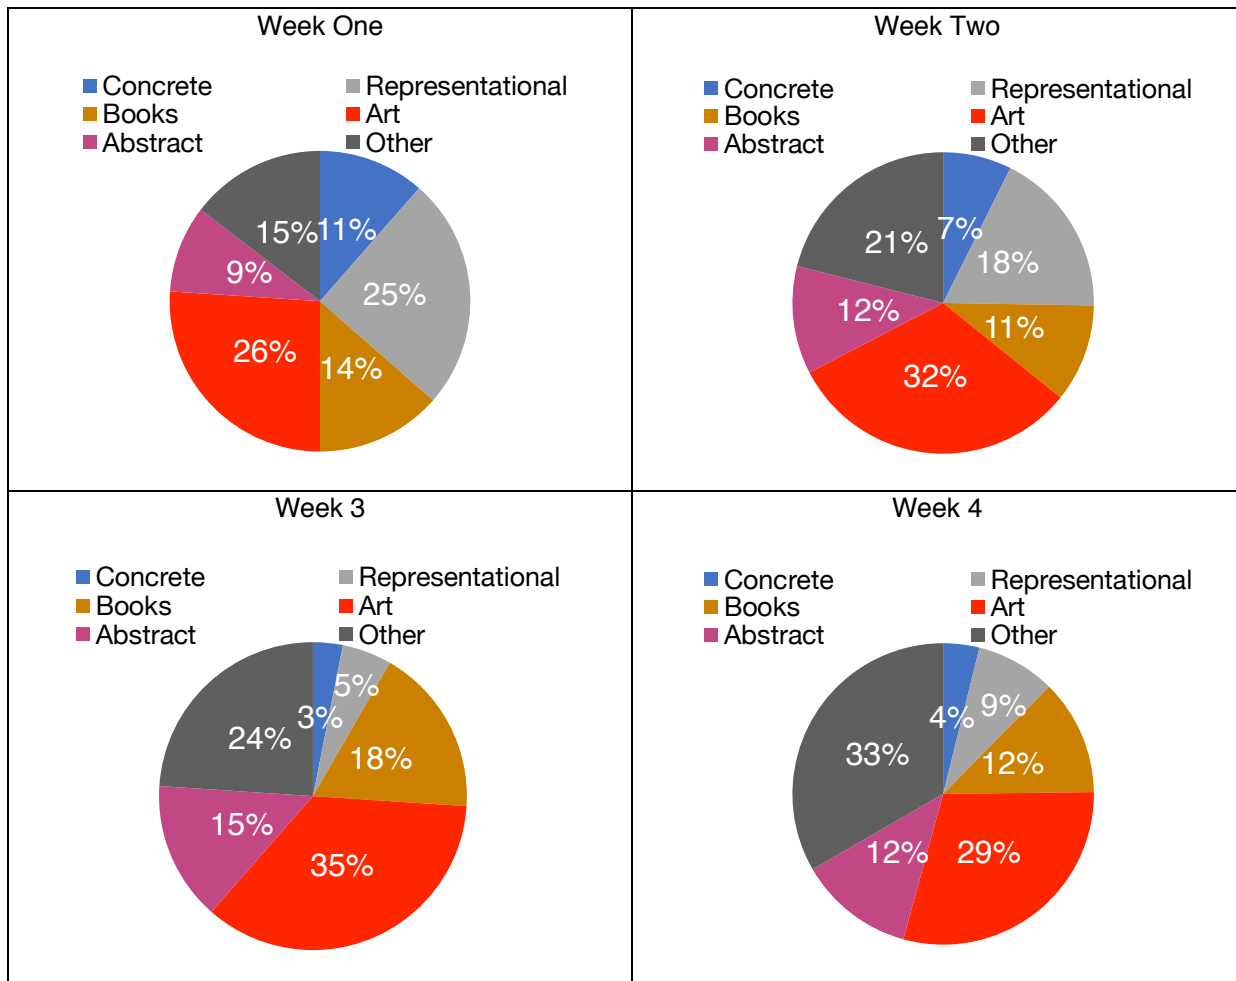 Week One
Concrete Representational
Books Art
Abstract Other
15% 11%
9% 25%
26% 14%
Week Two
Concrete Representational
Books Art
Abstract Other
21% 7%
18%
12% 11%
32%
Week 3
Concrete Representational
Books Art
Abstract Other
5%
24% 3%
18%
15%
35%
Week 4
Concrete Representational
Books Art
Abstract Other
4% 9%
33% 12%
12% 29%